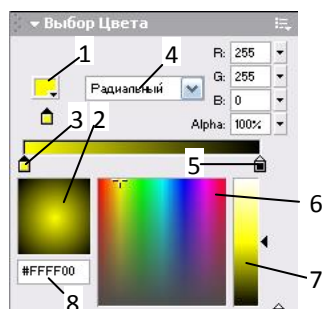 Выбор Цвета
1
4
R: 255
G: 255
Радиальный
B: 0
3
2
Alpha: 100%
5
6
7
#FFFF00
8